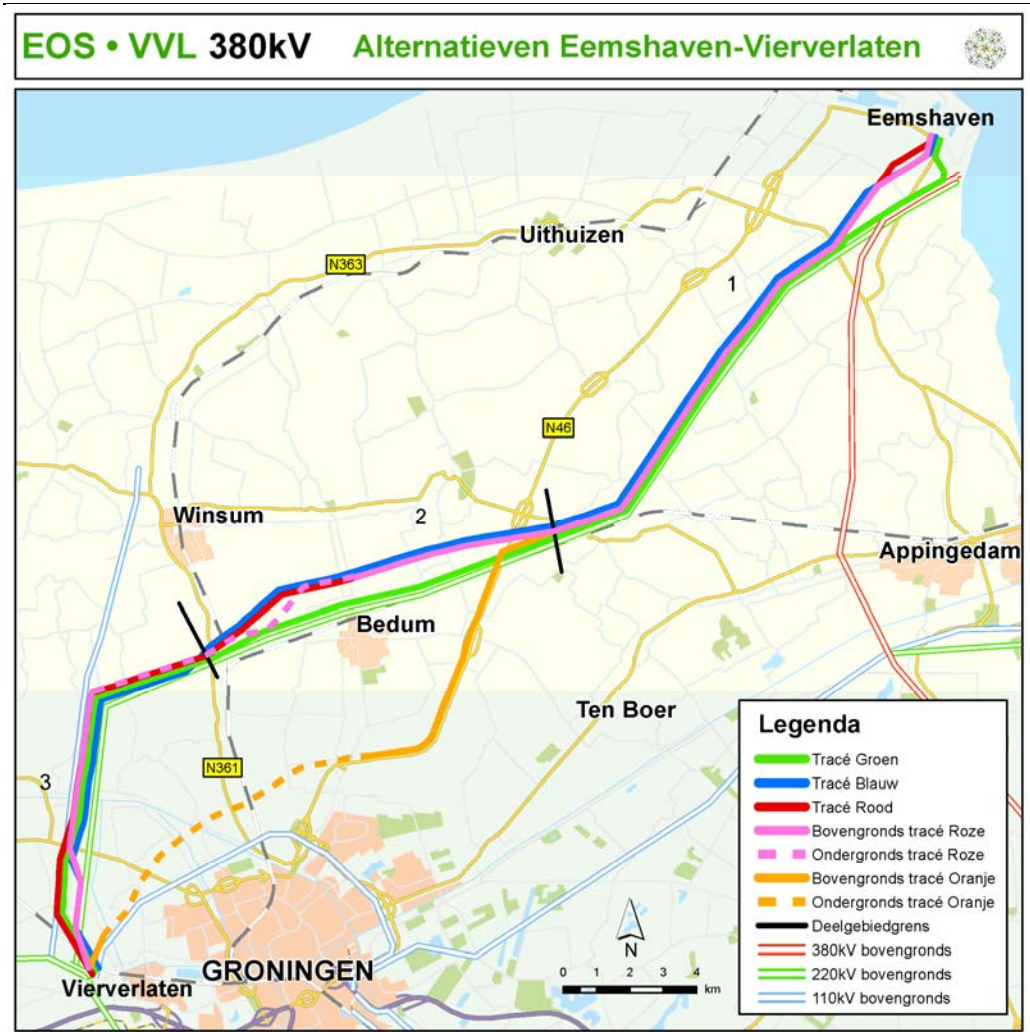 EOS • VVL 380kV Alternatieven Eemshaven-Vierverlaten
Eemshaven
Uithuizen
N363
1
N46
Winsum
2
Appingedam
Bedum
Ten Boer
N361
3
GRONINGEN
Vierverlaten
N
0 1 2 3 4
km
Legenda
Tracé Groen
Tracé Blauw
Tracé Rood
Bovengronds tracé Roze
Ondergronds tracé Roze
Bovengronds tracé Oranje
Ondergronds tracé Oranje
Deelgebiedgrens
380kV bovengronds
220kV bovengronds
110kV bovengronds